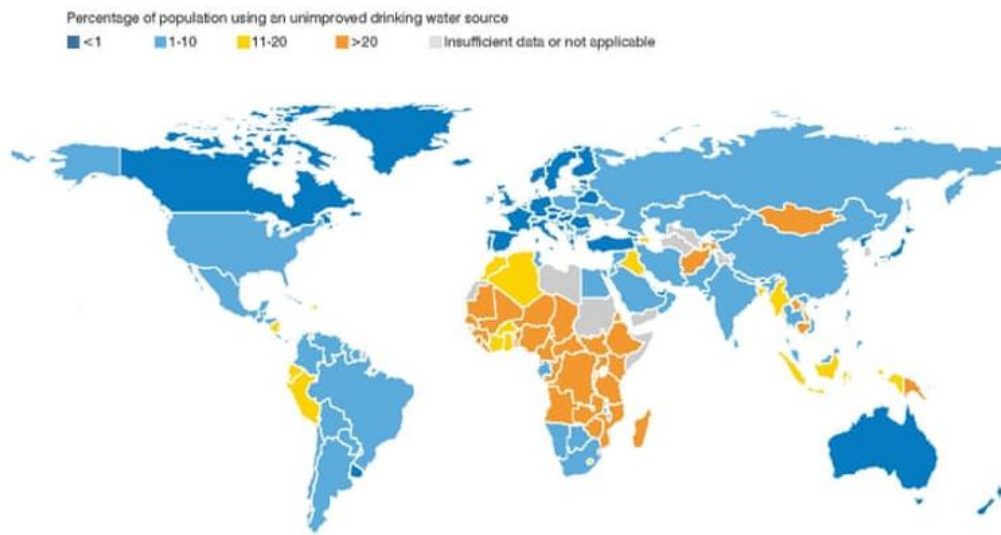 Percentage of population using an unimproved drinking water source
<1 1-10 11-20 >20 Insufficient data or not applicable